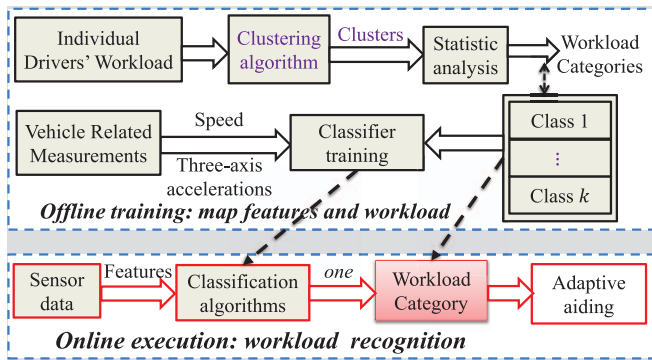 Individual
Drivers' Workload
Clustering
algorithm
Clusters
Statistic
analysis
Workload
Categories
Vehicle Related
Measurements
Speed
Three-axis
accelerations
Classifier
training
Class 1
⋮
Class k
Offline training: map features and workload
Sensor
data
Features
Classification
algorithms
one
Workload
Category
Adaptive
aiding
Online execution: workload recognition